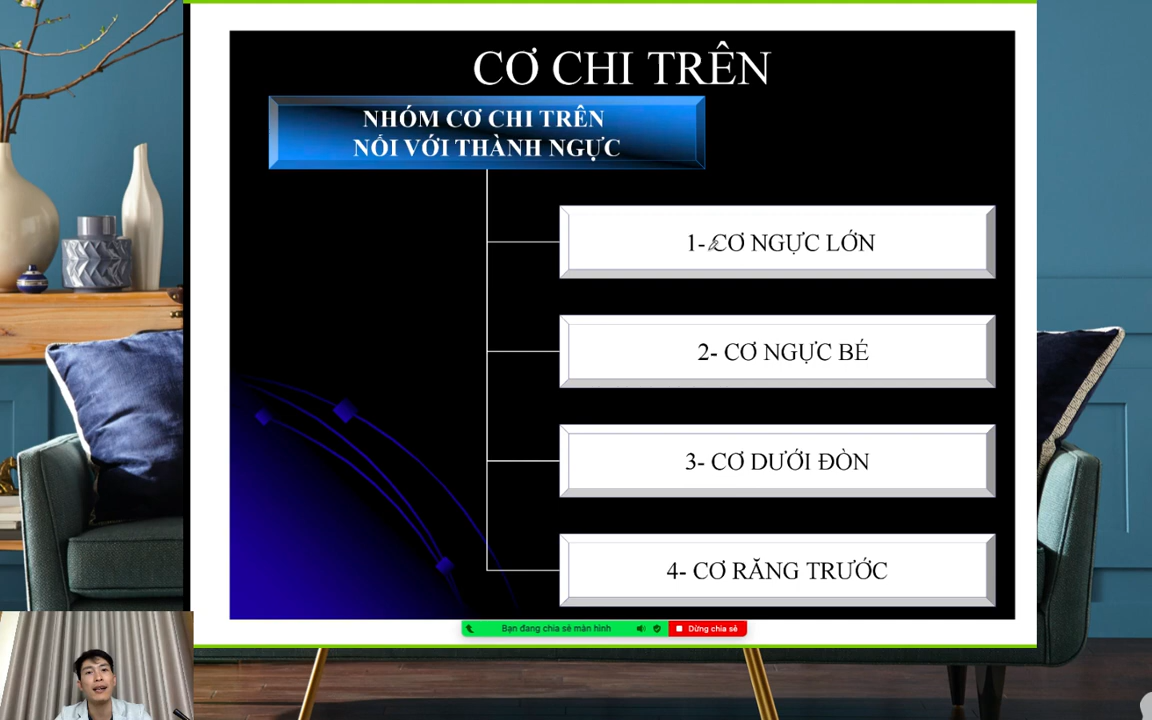 CƠ CHI TRÊN
NHÓM CƠ CHI TRÊN
NỐI VỚI THÀNH NGỰC
1- CƠ NGỰC LỚN
2- CƠ NGỰC BÉ
3- CƠ DƯỚI ĐÒN
4- CƠ RĂNG TRƯỚC
Bạn đang chia sẻ màn hình
Dừng chia sẻ